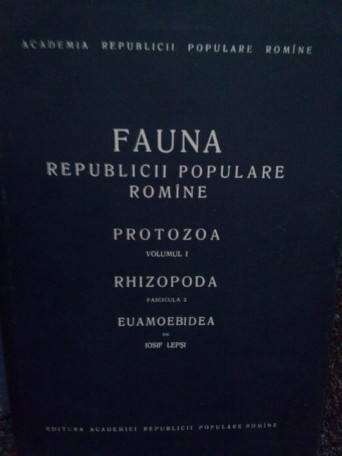 ACADEMIA REPUBLICII POPULARE ROMÎNE
FAUNA
REPUBLICII POPULARE
ROMÎNE
PROTOZOA
VOLUMUL I
RHIZOPODA
FASCICULA 2
EUAMOEBIDEA
DE
IOSIF LEPȘI
EDITURA ACADEMIEI REPUBLICII POPULARE ROMÎNE